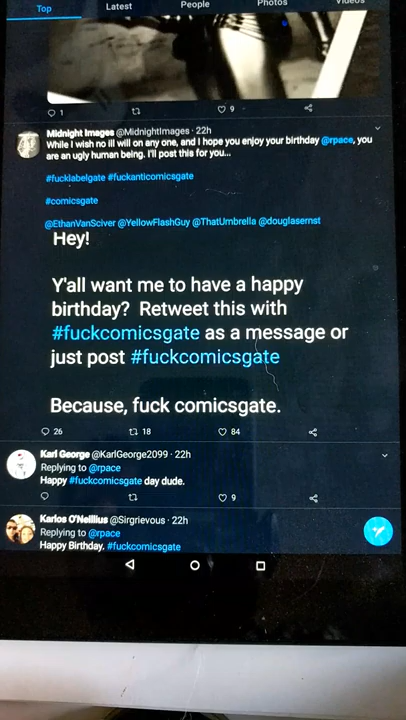 Top Latest People Photos Videos
1 9
Midnight Images @MidnightImages · 22h
While I wish no ill will on any one, and I hope you enjoy your birthday @rpace, you
are an ugly human being. I'll post this for you...
#fucklabelgate #fuckanticomicsgate
#comicsgate
@EthanVanSciver @YellowFlashGuy @ThatUmbrella @douglasernst
Hey!
Y'all want me to have a happy
birthday? Retweet this with
#fuckcomicsgate as a message or
just post #fuckcomicsgate
Because, fuck comicsgate.
26 18 84
Karl George @KarlGeorge2099 · 22h
Replying to @rpace
Happy #fuckcomicsgate day dude.
9
Karlos O'Neillius @Sirgrievous · 22h
Replying to @rpace
Happy Birthday. #fuckcomicsgate